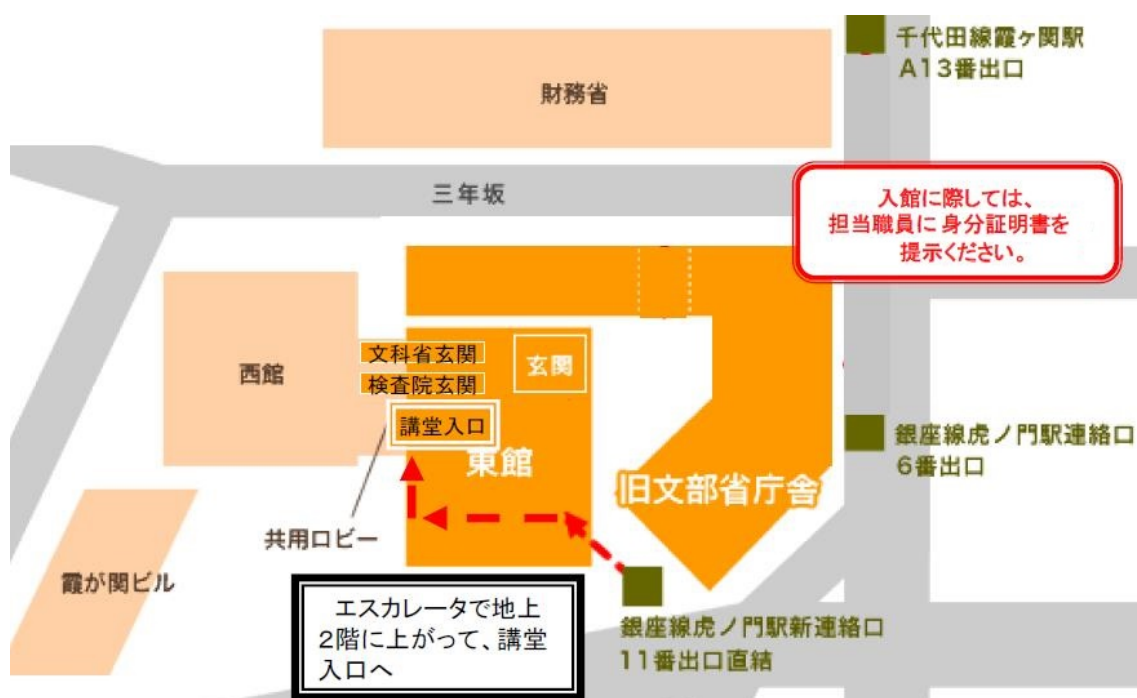 千代田線霞ヶ関駅
A13番出口
財務省
三年坂
入館に際しては、
担当職員に身分証明書を
提示ください。
西館
文科省玄関
検査院玄関
講堂入口
玄関
東館
旧文部省庁舎
銀座線虎ノ門駅連絡口
6番出口
共用ロビー
霞が関ビル
エスカレータで地上
2階に上がって、講堂
入口へ
銀座線虎ノ門駅新連絡口
11番出口直結